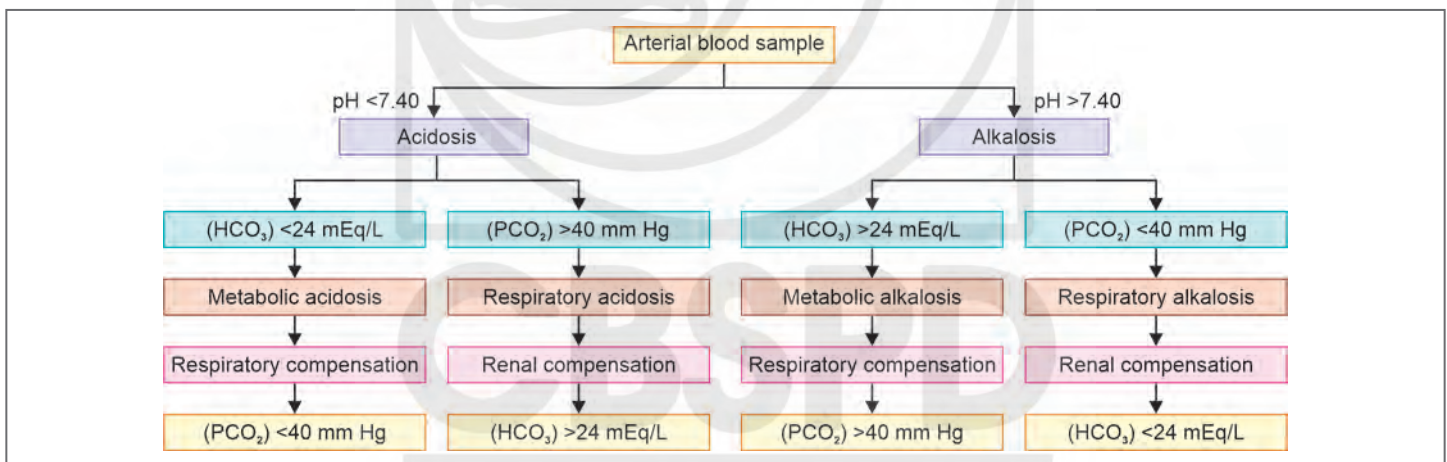 Arterial blood sample
pH <7.40
pH >7.40
Acidosis
Alkalosis
(HCO₃) <24 mEq/L
(PCO₂) >40 mm Hg
(HCO₃) >24 mEq/L
(PCO₂) <40 mm Hg
Metabolic acidosis
Respiratory acidosis
Metabolic alkalosis
Respiratory alkalosis
Respiratory compensation
Renal compensation
Respiratory compensation
Renal compensation
(PCO₂) <40 mm Hg
(HCO₃) >24 mEq/L
(PCO₂) >40 mm Hg
(HCO₃) <24 mEq/L
CBSPD